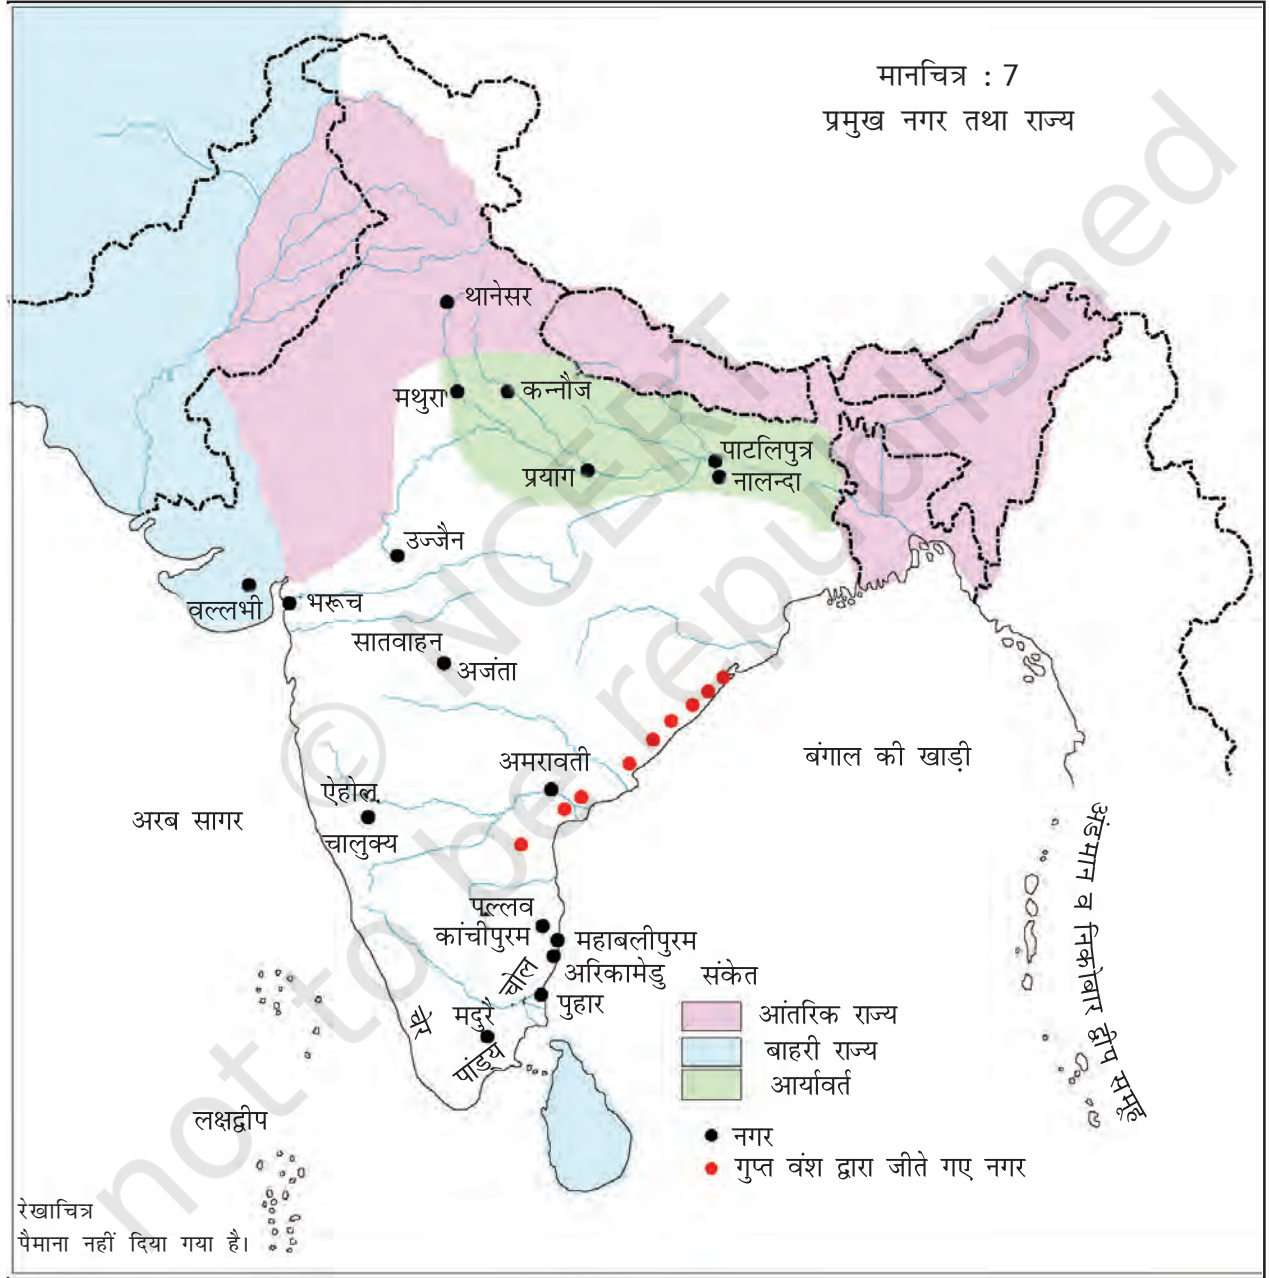 मानचित्र : 7
प्रमुख नगर तथा राज्य
थानेसर
मथुरा
कन्नौज
पाटलिपुत्र
प्रयाग
नालन्दा
उज्जैन
वल्लभी
भरूच
सातवाहन
अजंता
अमरावती
बंगाल की खाड़ी
ऐहोल
अरब सागर
चालुक्य
अंडमान व निकोबार द्वीप समूह
पल्लव
कांचीपुरम
महाबलीपुरम
चोल
अरिकामेडु
पुहार
चेर
मदुरै
पांड्य
लक्षद्वीप
संकेत
आंतरिक राज्य
बाहरी राज्य
आर्यावर्त
नगर
गुप्त वंश द्वारा जीते गए नगर
रेखाचित्र
पैमाना नहीं दिया गया है।
© NCERT
not to be republished